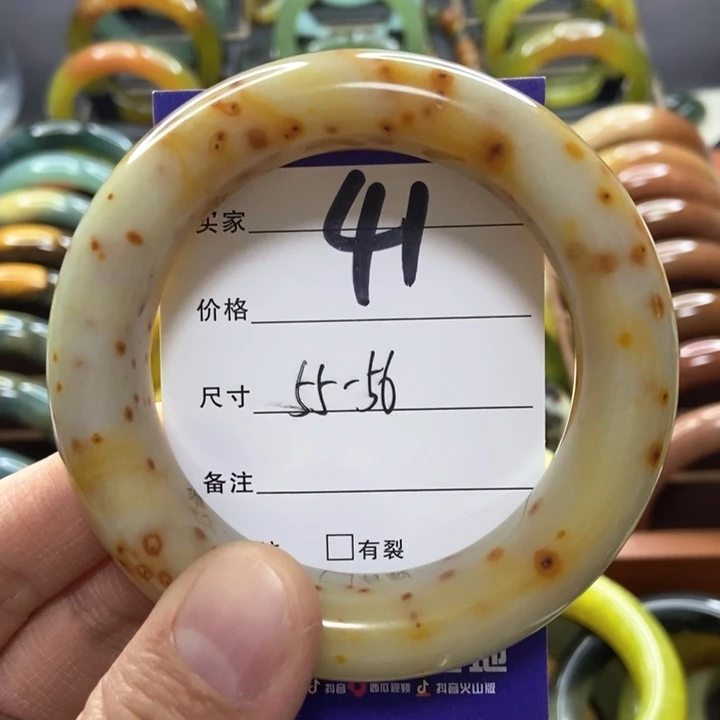 41
买家
价格
尺寸 55-56
备注
□有裂
地
抖音 西瓜视频 抖音火山版